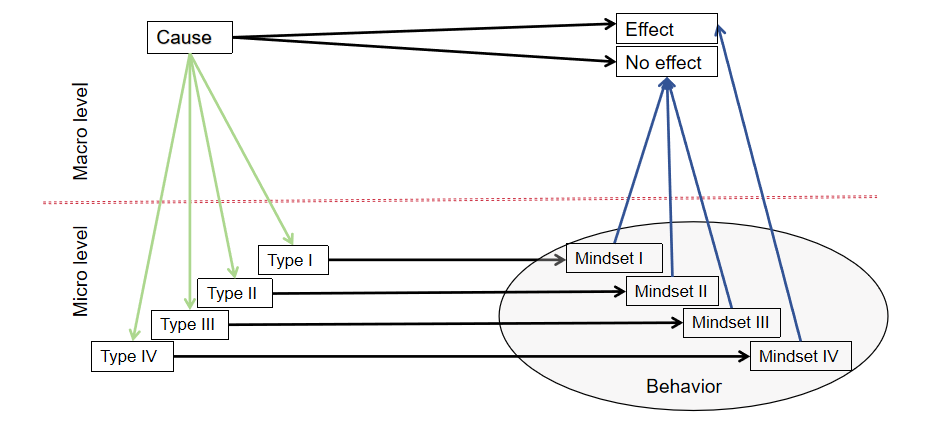 Cause
Effect
No effect
Macro level
Micro level
Type I
Mindset I
Type II
Mindset II
Type III
Mindset III
Type IV
Mindset IV
Behavior